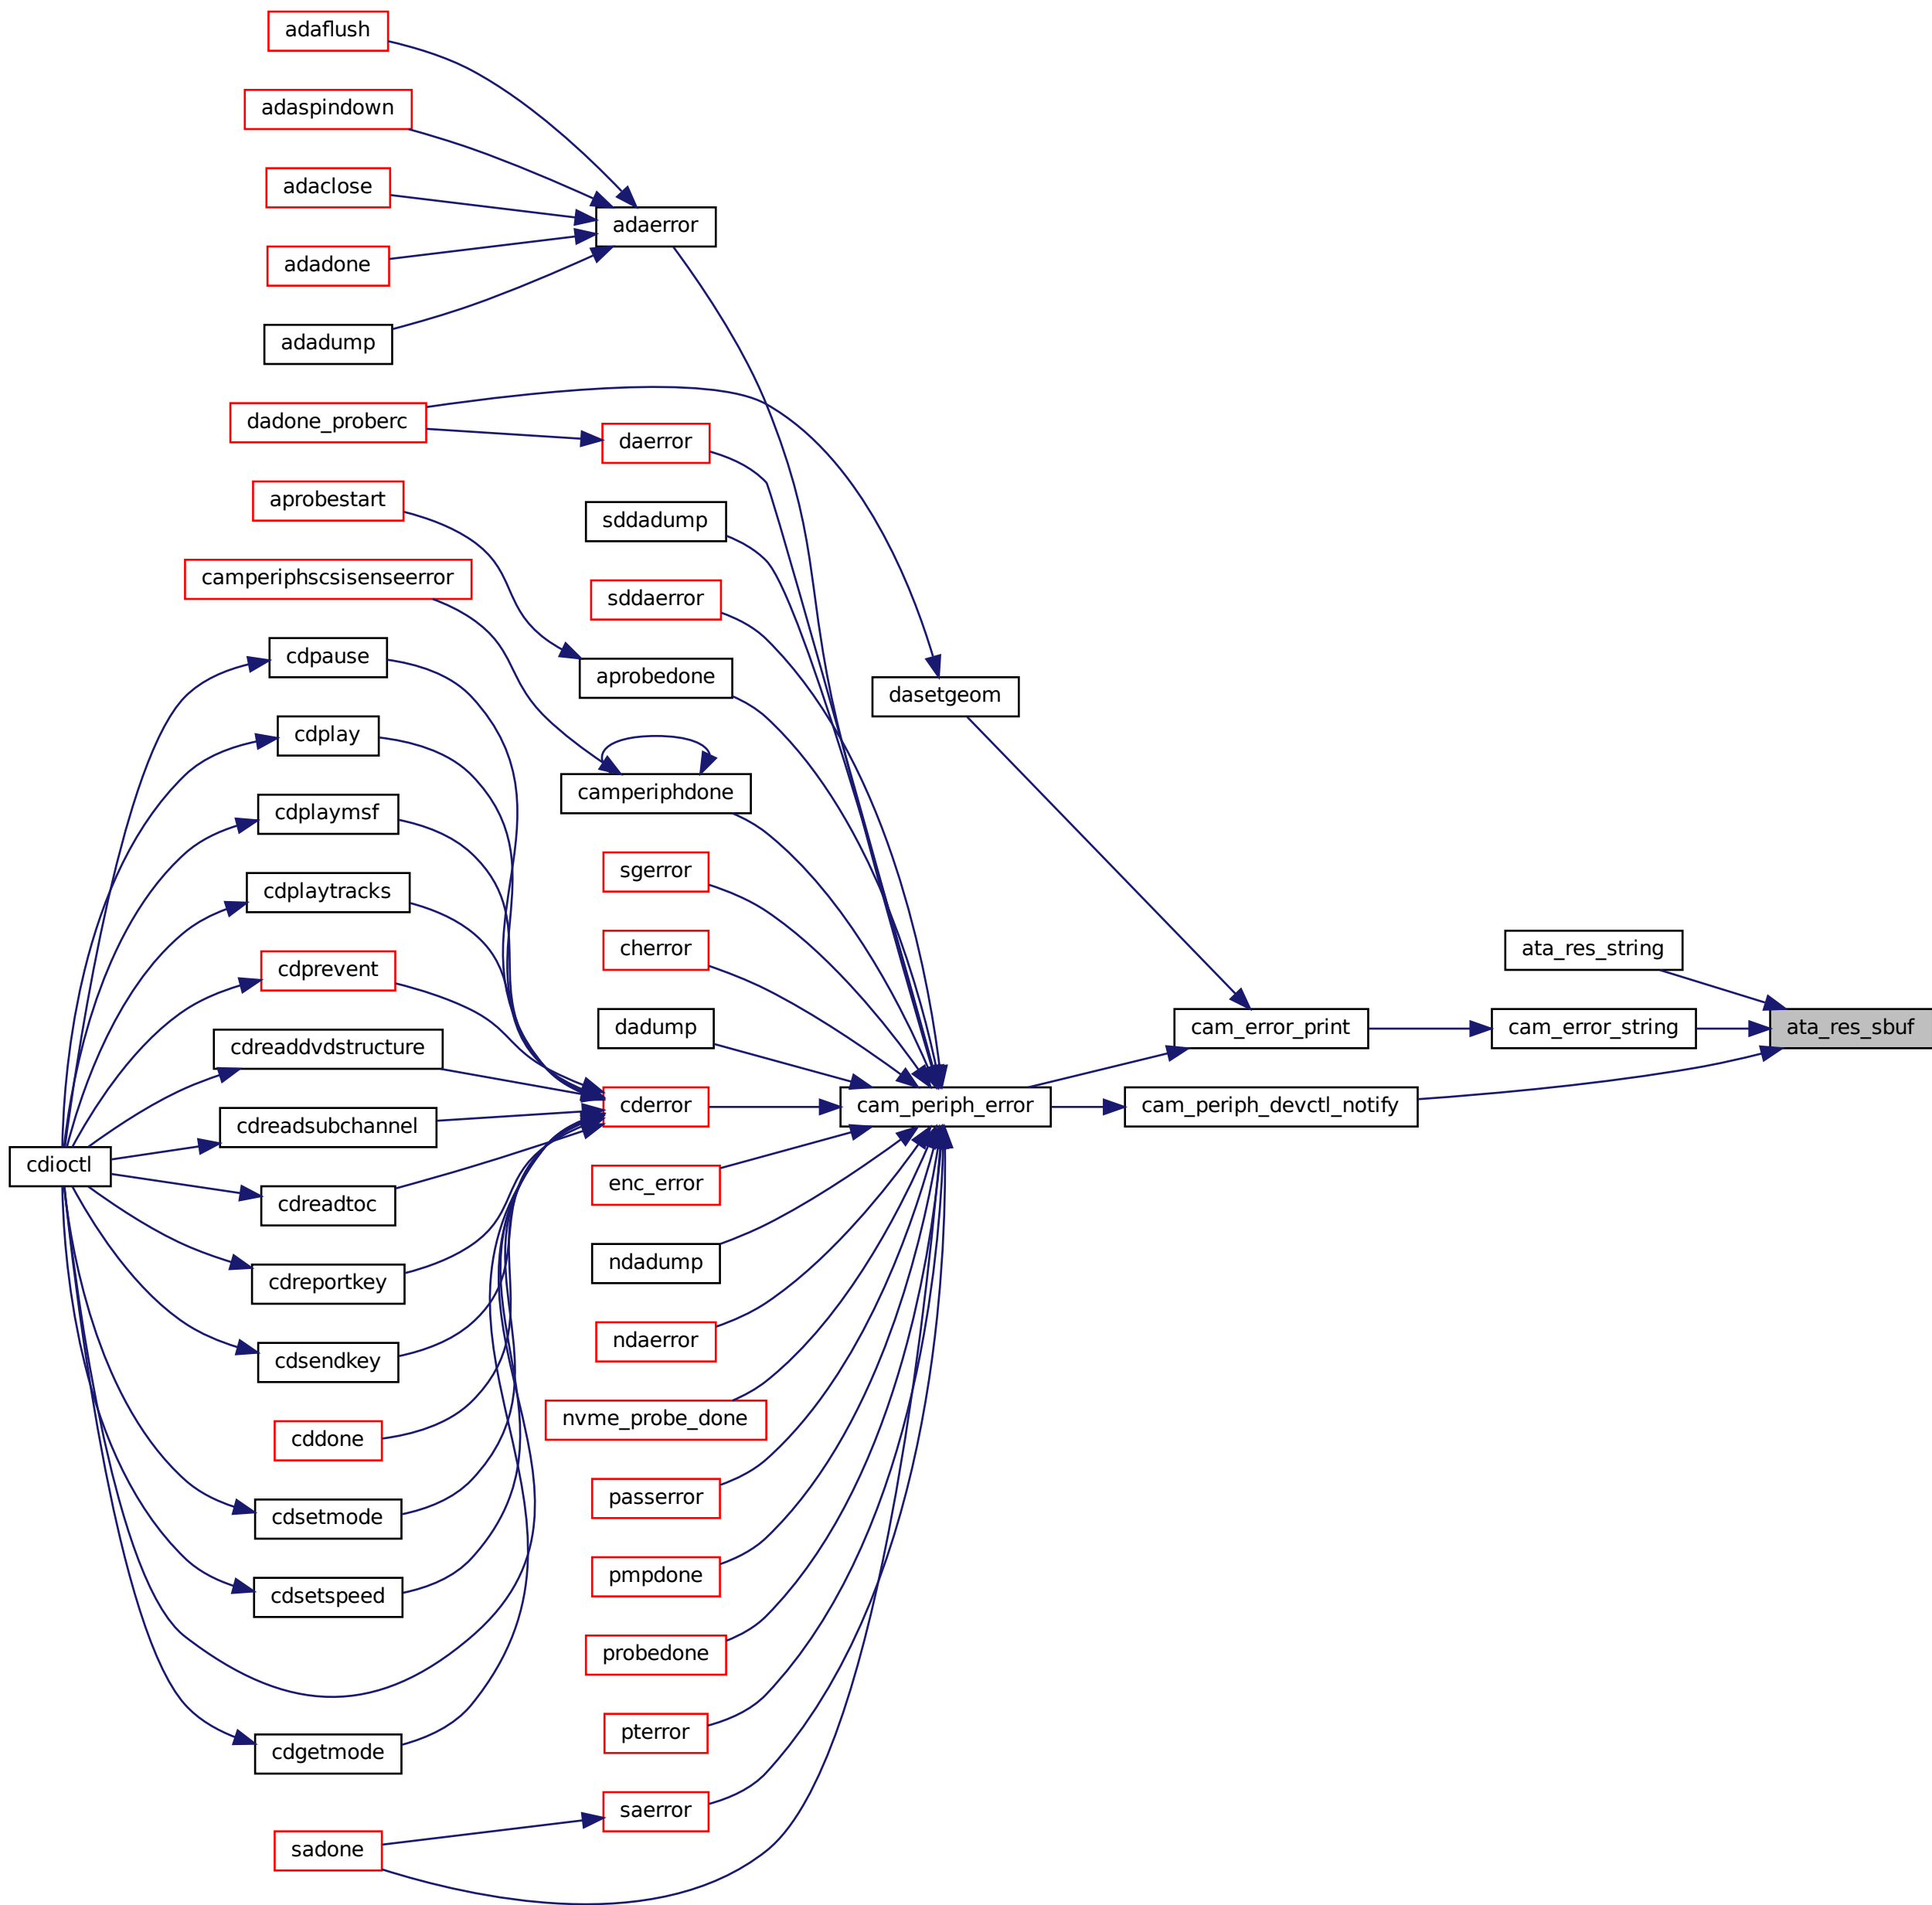 adaflush
adaspindown
adaclose
adadone
adadump
dadone_proberc
aprobestart
camperiphscsisenseerror
cdpause
cdplay
cdplaymsf
cdplaytracks
cdprevent
cdreaddvdstructure
cdreadsubchannel
cdioctl
cdreadtoc
cdreportkey
cdsendkey
cddone
cdsetmode
cdsetspeed
cdgetmode
sadone
adaerror
daerror
sddadump
sddaerror
aprobedone
camperiphdone
sgerror
cherror
dadump
cderror
enc_error
ndadump
ndaerror
nvme_probe_done
passerror
pmpdone
probedone
pterror
saerror
dasetgeom
cam_periph_error
cam_error_print
cam_periph_devctl_notify
ata_res_string
cam_error_string
ata_res_sbuf